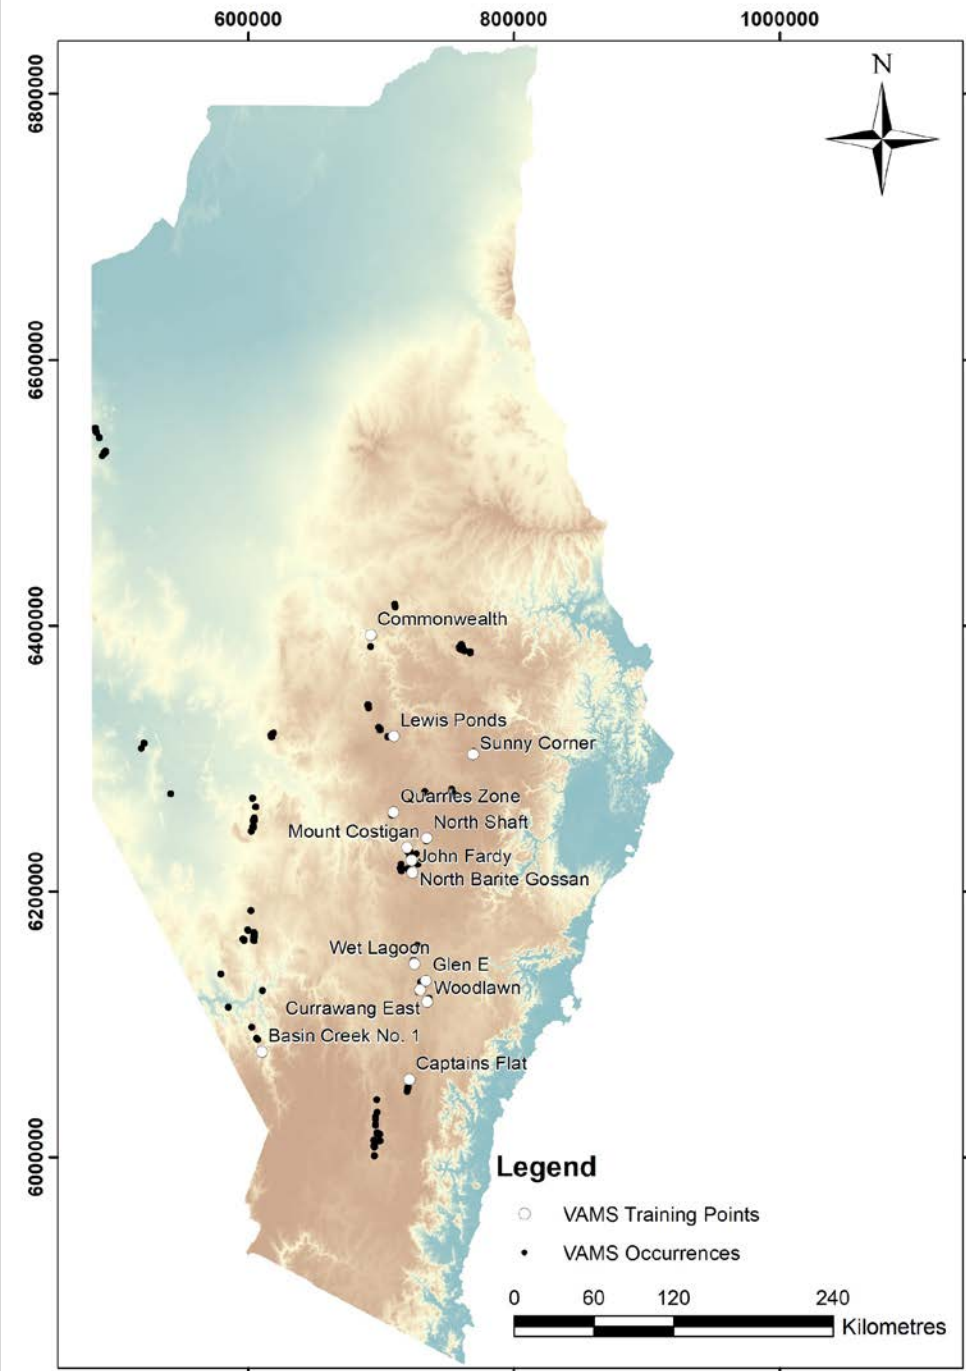 600000 800000 1000000
6800000
N
6600000
6400000
Commonwealth
Lewis Ponds
Sunny Corner
Quarries Zone
North Shaft
Mount Costigan
John Fardy
6200000
North Barite Gossan
Wet Lagoon
Glen E
Woodlawn
Currawang East
Basin Creek No. 1
Captains Flat
6000000
Legend
VAMS Training Points
VAMS Occurrences
0 60 120 240
Kilometres